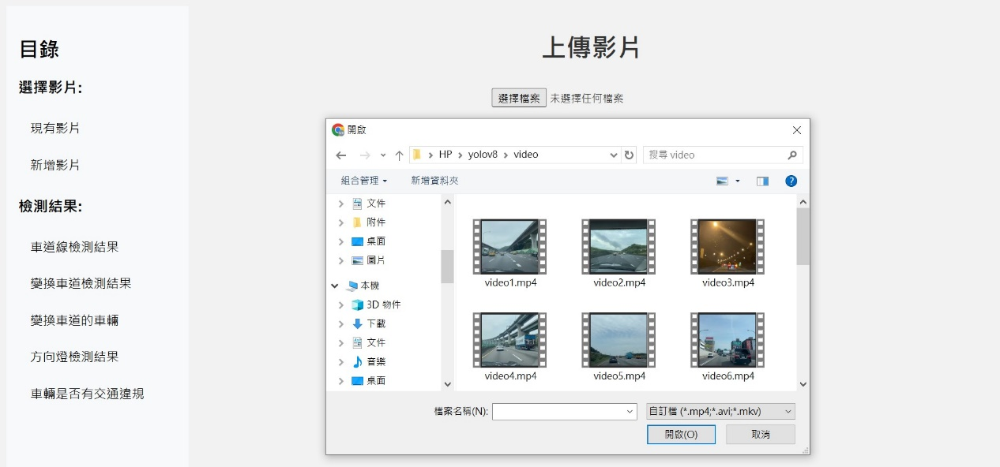 目錄
選擇影片:
現有影片
新增影片
檢測結果:
車道線檢測結果
變換車道檢測結果
變換車道的車輛
方向燈檢測結果
車輛是否有交通違規
上傳影片
選擇檔案 未選擇任何檔案
開啟
HP › yolov8 › video
搜尋 video
組合管理 新增資料夾
文件
附件
桌面
圖片
本機
3D 物件
下載
文件
音樂
桌面
video1.mp4 video2.mp4 video3.mp4
video4.mp4 video5.mp4 video6.mp4
檔案名稱(N): 自訂檔 (*.mp4;*.avi;*.mkv)
開啟(O) 取消